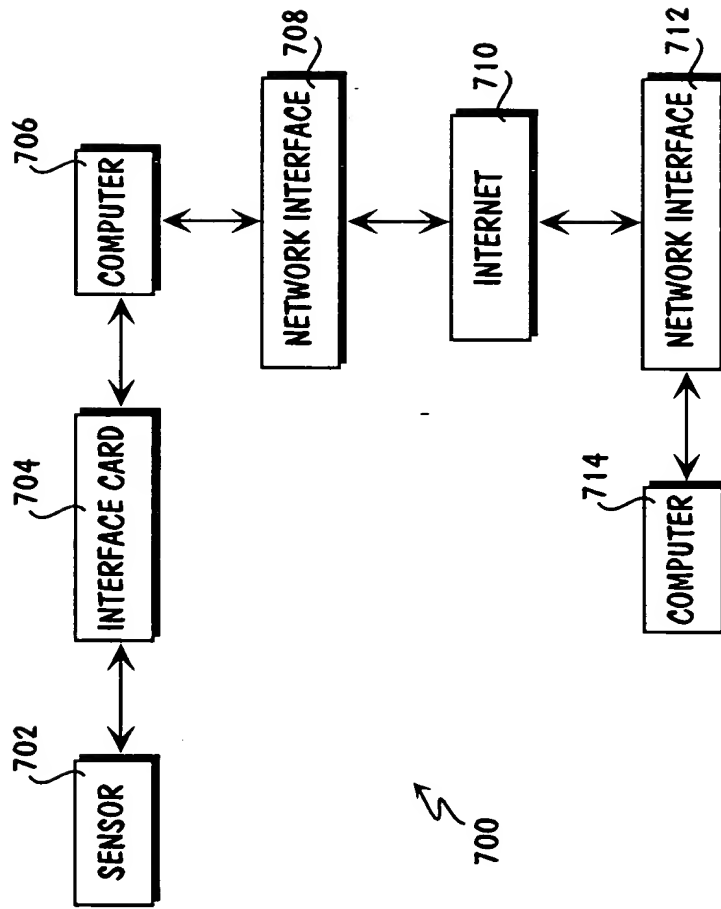 702
SENSOR
704
INTERFACE CARD
706
COMPUTER
708
NETWORK INTERFACE
710
INTERNET
712
NETWORK INTERFACE
714
COMPUTER
700